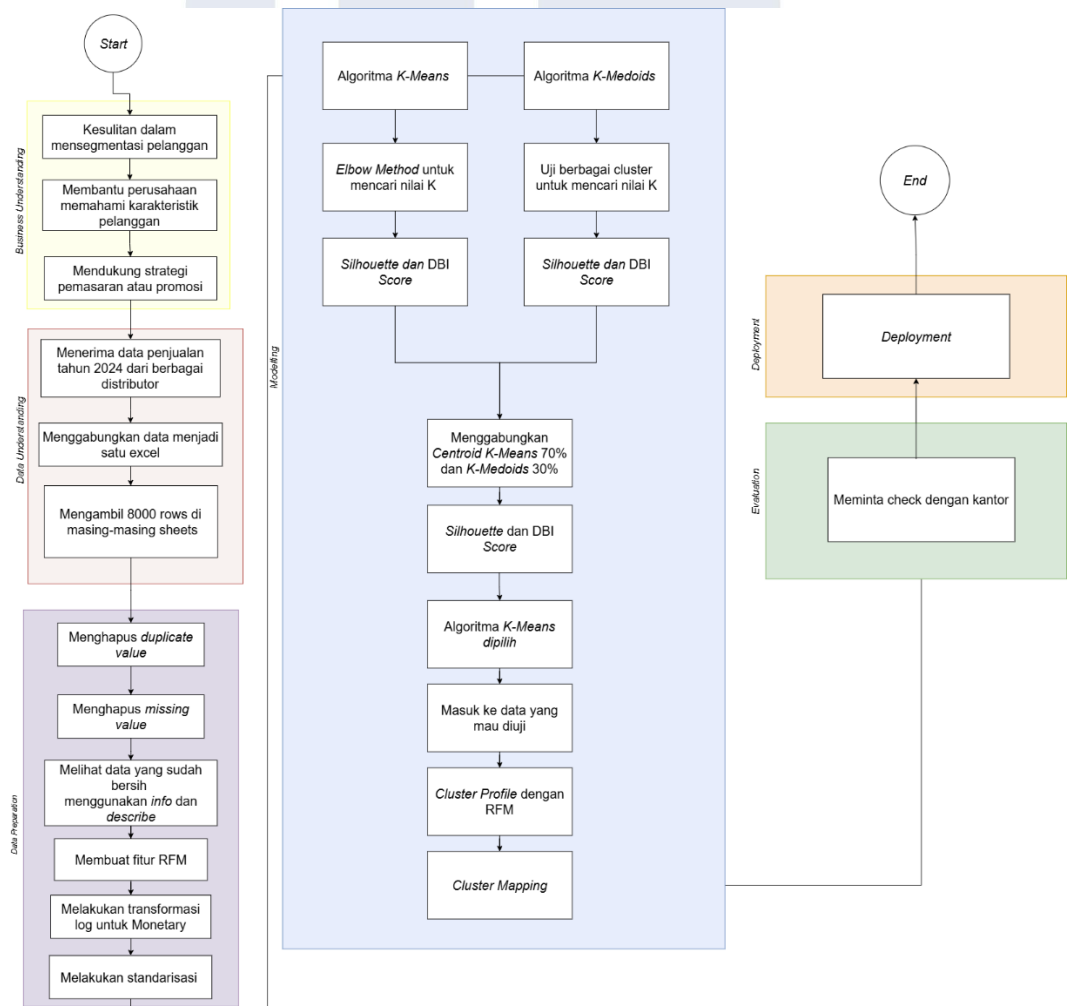 Start
Business Understanding
Kesulitan dalam
mensegmentasi pelanggan
Membantu perusahaan
memahami karakteristik
pelanggan
Mendukung strategi
pemasaran atau promosi
Data Understanding
Menerima data penjualan
tahun 2024 dari berbagai
distributor
Menggabungkan data menjadi
satu excel
Mengambil 8000 rows di
masing-masing sheets
Data Preparation
Menghapus duplicate
value
Menghapus missing
value
Melihat data yang sudah
bersih
menggunakan info dan
describe
Membuat fitur RFM
Melakukan transformasi
log untuk Monetary
Melakukan standarisasi
Modelling
Algoritma K-Means
Algoritma K-Medoids
Elbow Method untuk
mencari nilai K
Uji berbagai cluster
untuk mencari nilai K
Silhouette dan DBI
Score
Silhouette dan DBI
Score
Menggabungkan
Centroid K-Means 70%
dan K-Medoids 30%
Silhouette dan DBI
Score
Algoritma K-Means
dipilih
Masuk ke data yang
mau diuji
Cluster Profile dengan
RFM
Cluster Mapping
Evaluation
Meminta check dengan kantor
Deployment
Deployment
End